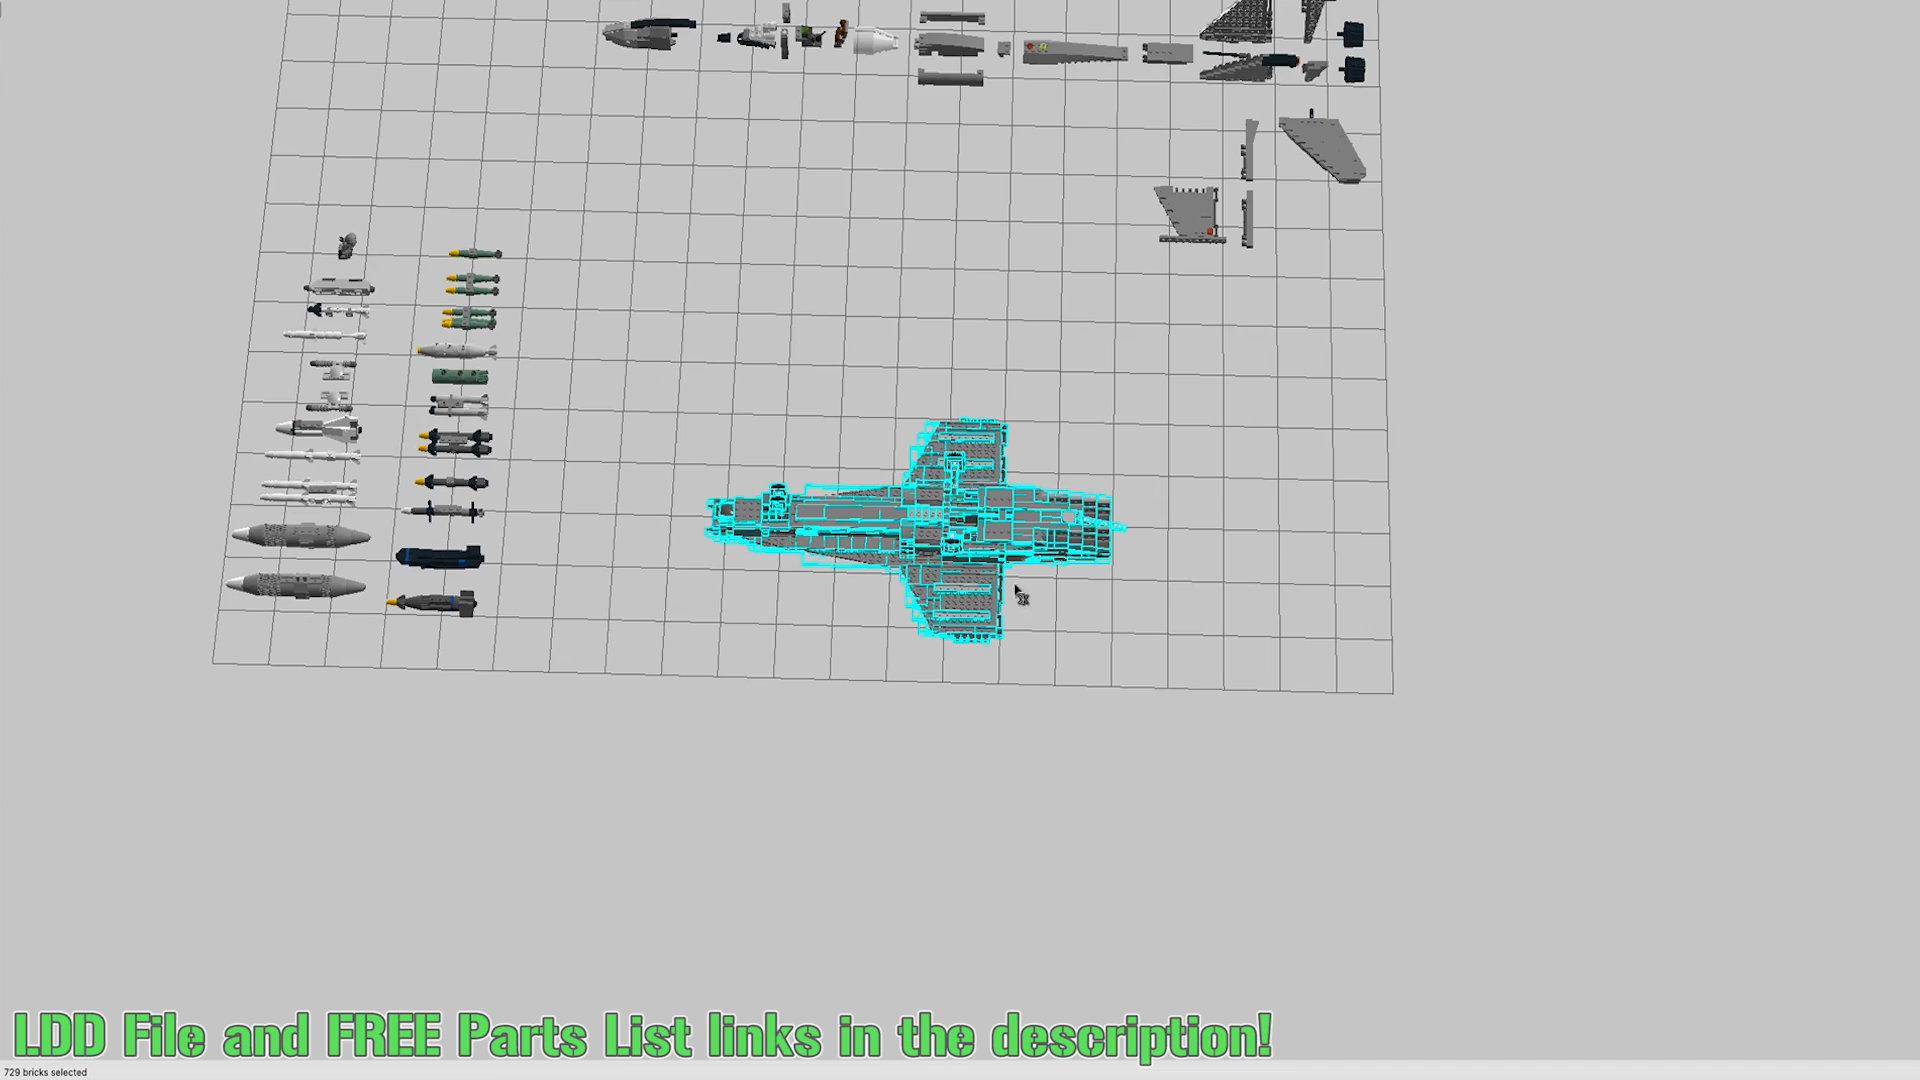 LDD File and FREE Parts List links in the description!
729 bricks selected